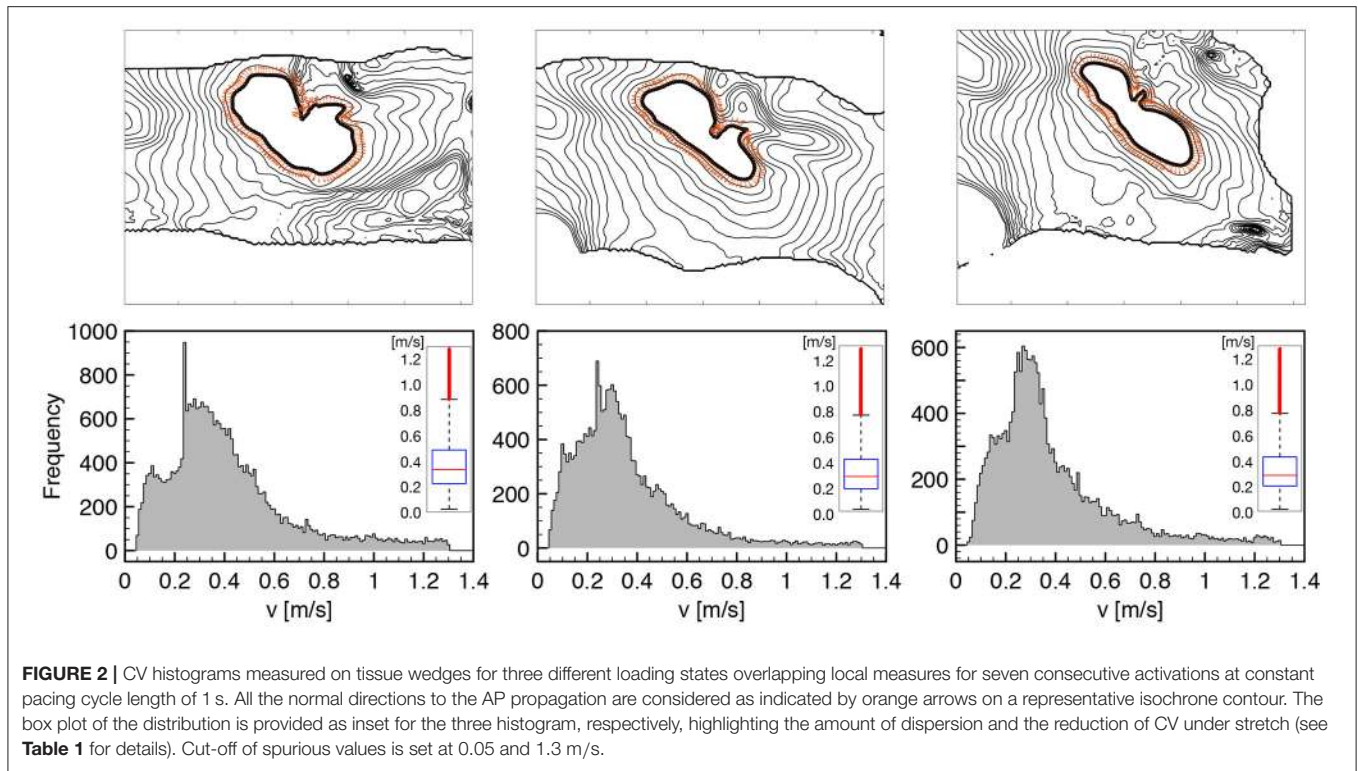 1000
800
600
400
200
0
Frequency
[m/s]
1.2
1.0
0.8
0.6
0.4
0.2
0.0
0 0.2 0.4 0.6 0.8 1 1.2 1.4
v [m/s]
800
600
400
200
0
[m/s]
1.2
1.0
0.8
0.6
0.4
0.2
0.0
0 0.2 0.4 0.6 0.8 1 1.2 1.4
v [m/s]
600
400
200
0
[m/s]
1.2
1.0
0.8
0.6
0.4
0.2
0.0
0 0.2 0.4 0.6 0.8 1 1.2 1.4
v [m/s]
FIGURE 2 | CV histograms measured on tissue wedges for three different loading states overlapping local measures for seven consecutive activations at constant
pacing cycle length of 1 s. All the normal directions to the AP propagation are considered as indicated by orange arrows on a representative isochrone contour. The
box plot of the distribution is provided as inset for the three histogram, respectively, highlighting the amount of dispersion and the reduction of CV under stretch (see
Table 1 for details). Cut-off of spurious values is set at 0.05 and 1.3 m/s.